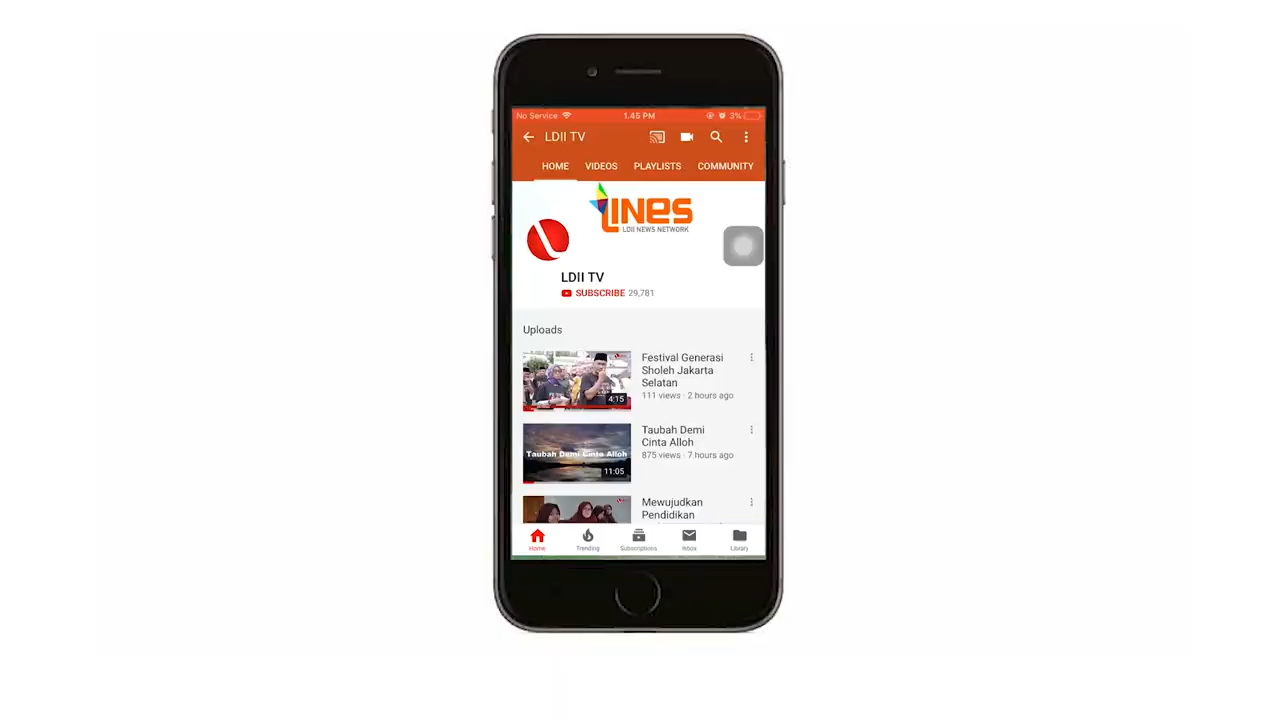 No Service 1.45 PM 3%
LDII TV
HOME VIDEOS PLAYLISTS COMMUNITY
LINES
LDII NEWS NETWORK
LDII TV
SUBSCRIBE 29,781
Uploads
Festival Generasi
Sholeh Jakarta
Selatan
111 views · 2 hours ago
4:15
Taubah Demi
Cinta Alloh
875 views · 7 hours ago
Taubah Demi Cinta Alloh
11:05
Mewujudkan
Pendidikan
Home Trending Subscriptions Inbox Library